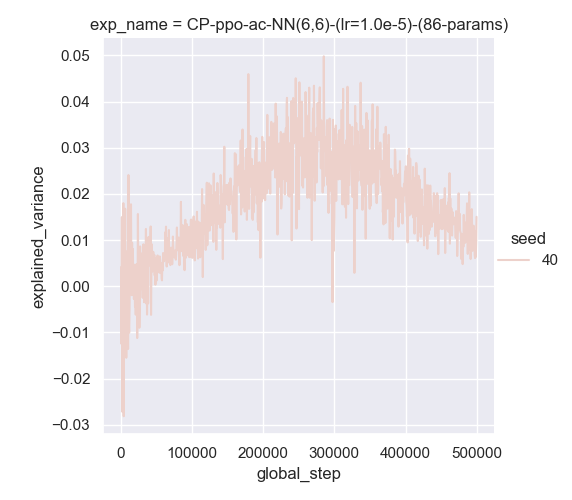 exp_name = CP-ppo-ac-NN(6,6)-(lr=1.0e-5)-(86-params)
0.05
0.04
0.03
0.02
0.01
0.00
−0.01
−0.02
−0.03
explained_variance
0 100000 200000 300000 400000 500000
global_step
seed
40